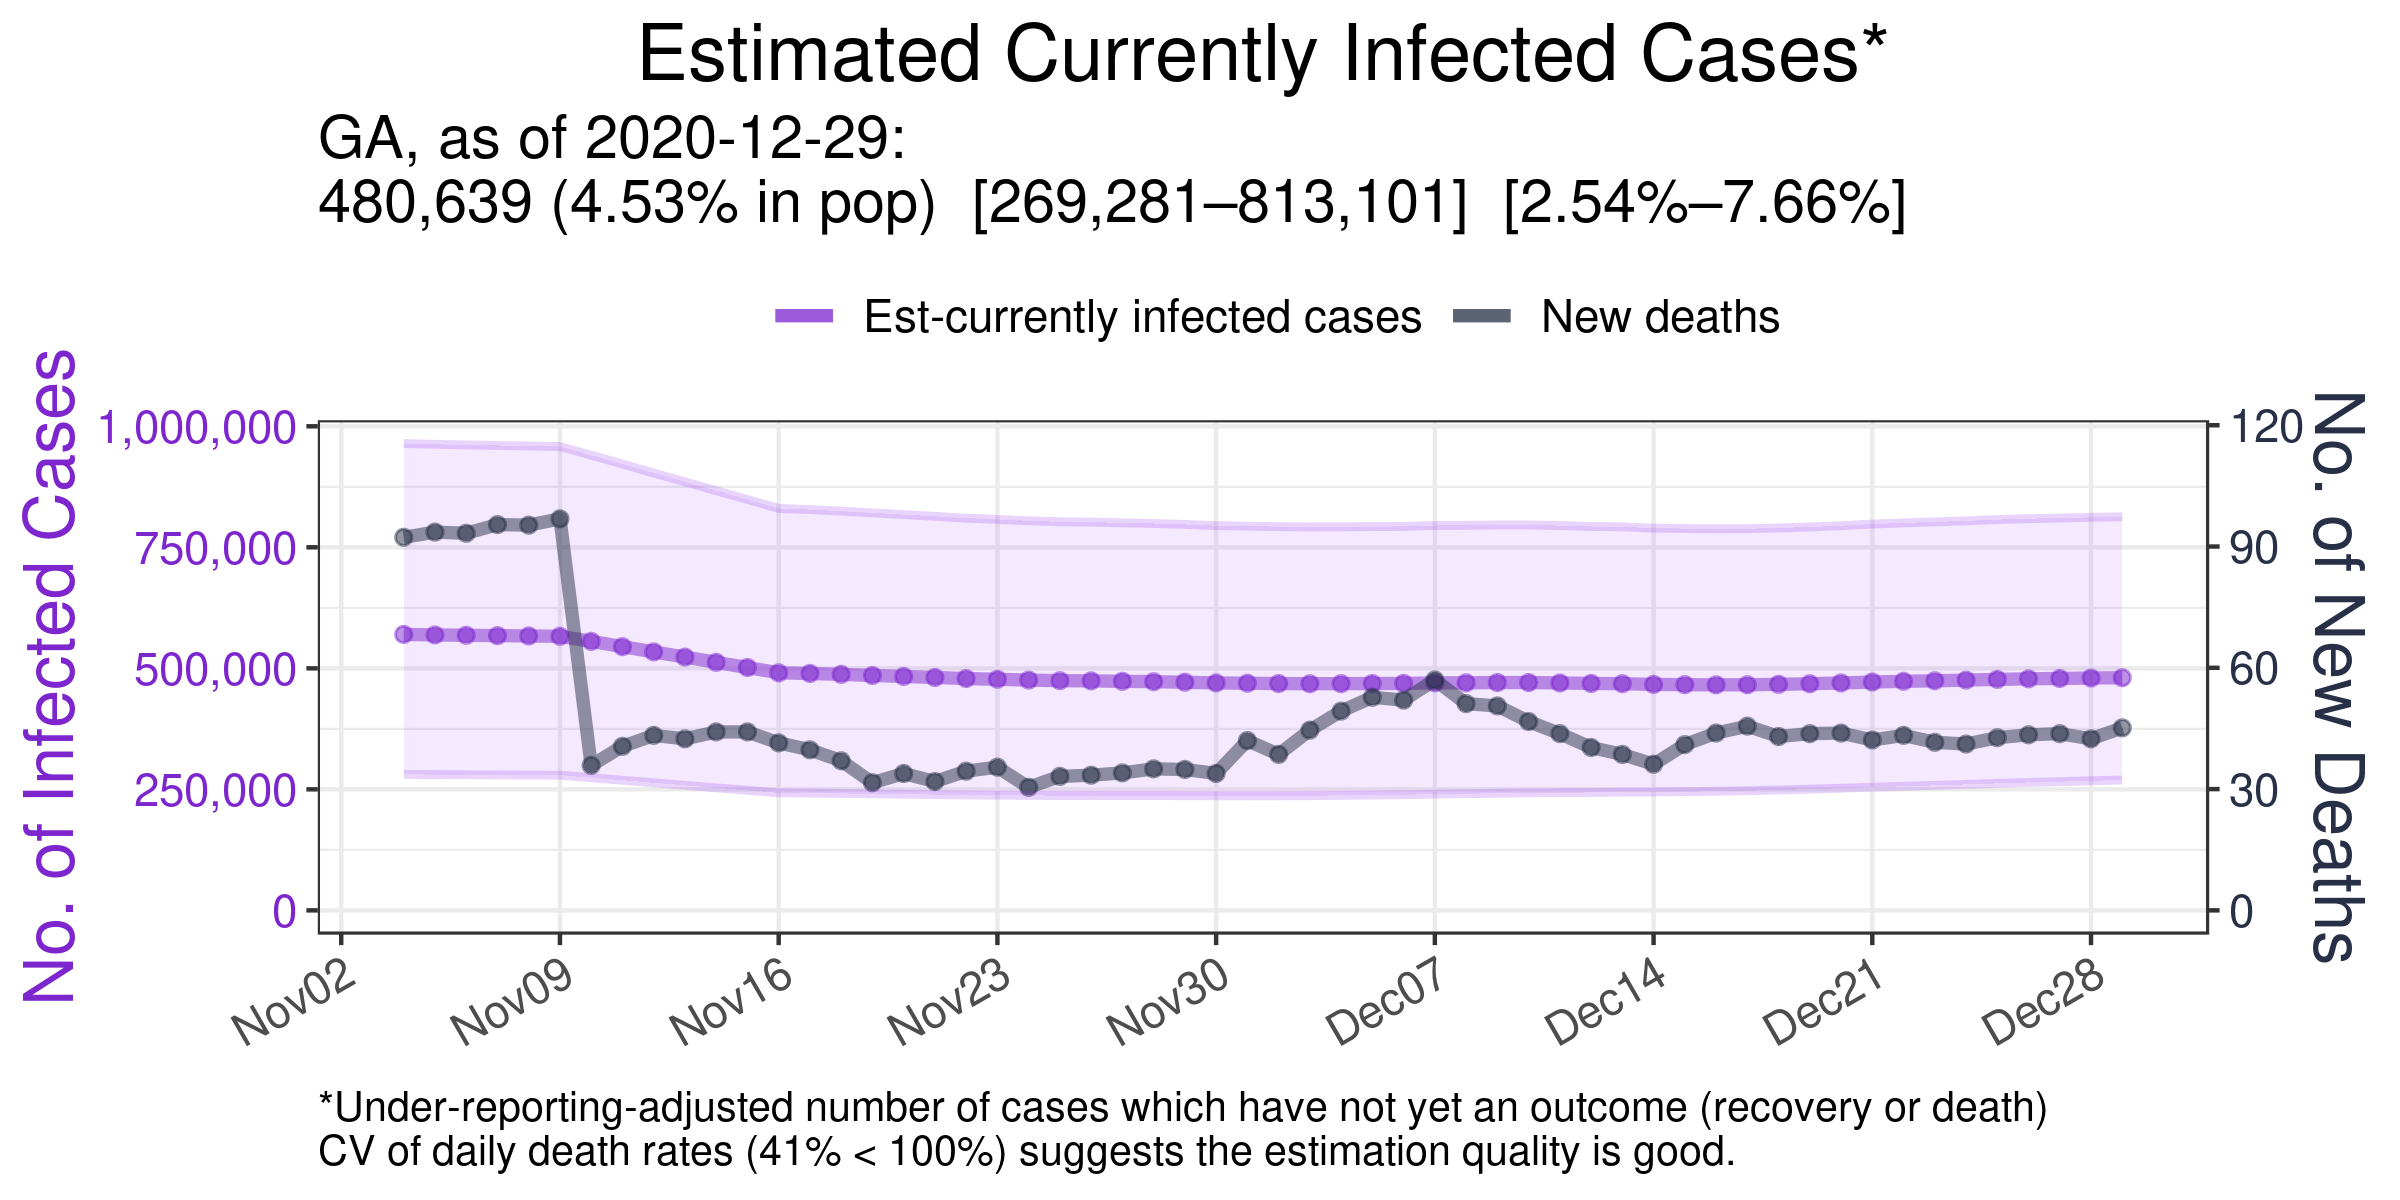 Estimated Currently Infected Cases*
GA, as of 2020-12-29:
480,639 (4.53% in pop) [269,281–813,101] [2.54%–7.66%]
Est-currently infected cases New deaths
No. of Infected Cases
1,000,000
750,000
500,000
250,000
0
120
90
60
30
0
No. of New Deaths
Nov02 Nov09 Nov16 Nov23 Nov30 Dec07 Dec14 Dec21 Dec28
*Under-reporting-adjusted number of cases which have not yet an outcome (recovery or death)
CV of daily death rates (41% < 100%) suggests the estimation quality is good.